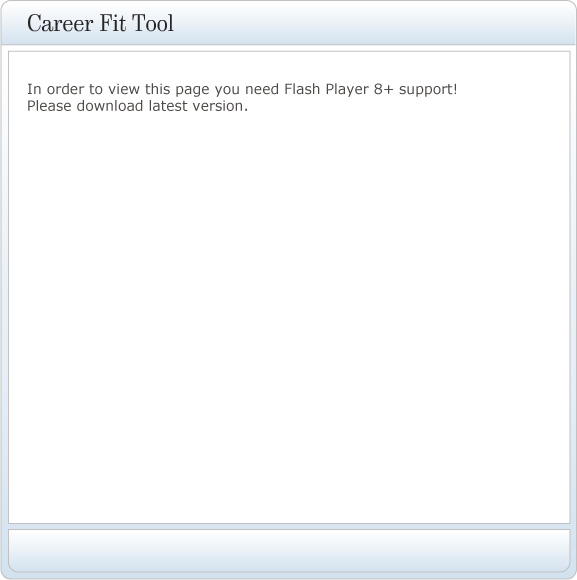 Career Fit Tool
In order to view this page you need Flash Player 8+ support!
Please download latest version.